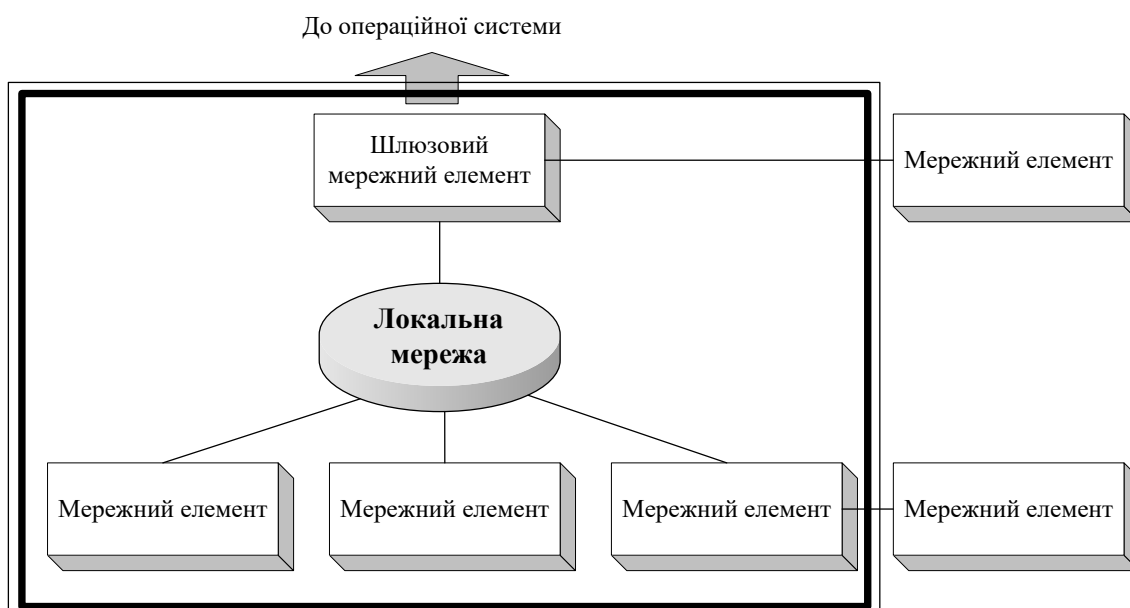 До операційної системи
Шлюзовий
мережний елемент
Мережний елемент
Локальна
мережа
Мережний елемент
Мережний елемент
Мережний елемент
Мережний елемент